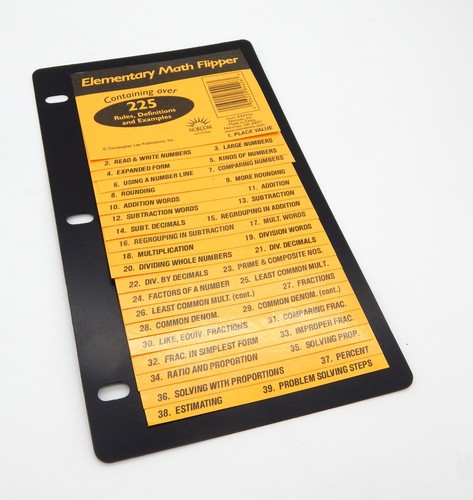 Elementary Math Flipper
Containing over
225
Rules, Definitions
and Examples
© Christopher Lee Publications, Inc.
NORCOM
1. PLACE VALUE
2. READ & WRITE NUMBERS
3. LARGE NUMBERS
4. EXPANDED FORM
5. KINDS OF NUMBERS
6. USING A NUMBER LINE
7. COMPARING NUMBERS
8. ROUNDING
9. MORE ROUNDING
10. ADDITION WORDS
11. ADDITION
12. SUBTRACTION WORDS
13. SUBTRACTION
14. SUBT. DECIMALS
15. REGROUPING IN ADDITION
16. REGROUPING IN SUBTRACTION
17. MULT. WORDS
18. MULTIPLICATION
19. DIVISION WORDS
20. DIVIDING WHOLE NUMBERS
21. DIV. DECIMALS
22. DIV. BY DECIMALS
23. PRIME & COMPOSITE NOS.
24. FACTORS OF A NUMBER
25. LEAST COMMON MULT.
26. LEAST COMMON MULT. (cont.)
27. FRACTIONS
28. COMMON DENOM.
29. COMMON DENOM. (cont.)
30. LIKE, EQUIV. FRACTIONS
31. COMPARING FRAC.
32. FRAC. IN SIMPLEST FORM
33. IMPROPER FRAC.
34. RATIO AND PROPORTION
35. SOLVING PROP.
36. SOLVING WITH PROPORTIONS
37. PERCENT
38. ESTIMATING
39. PROBLEM SOLVING STEPS